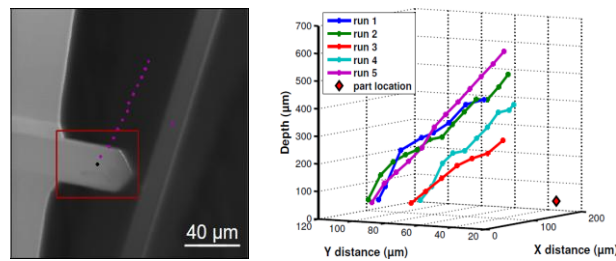 40 μm
run 1
run 2
run 3
run 4
run 5
part location
Depth (μm)
700
600
500
400
300
200
100
0
120
100
80
60
40
20
0
Y distance (μm)
0
100
200
X distance (μm)